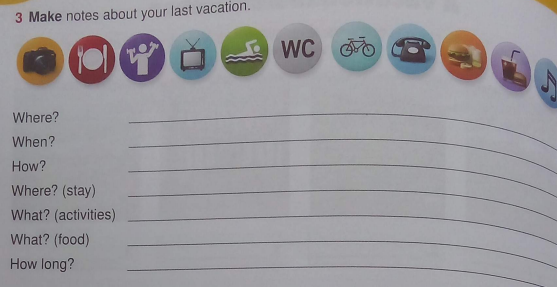 3 Make notes about your last vacation.
WC
Where?
When?
How?
Where? (stay)
What? (activities)
What? (food)
How long?